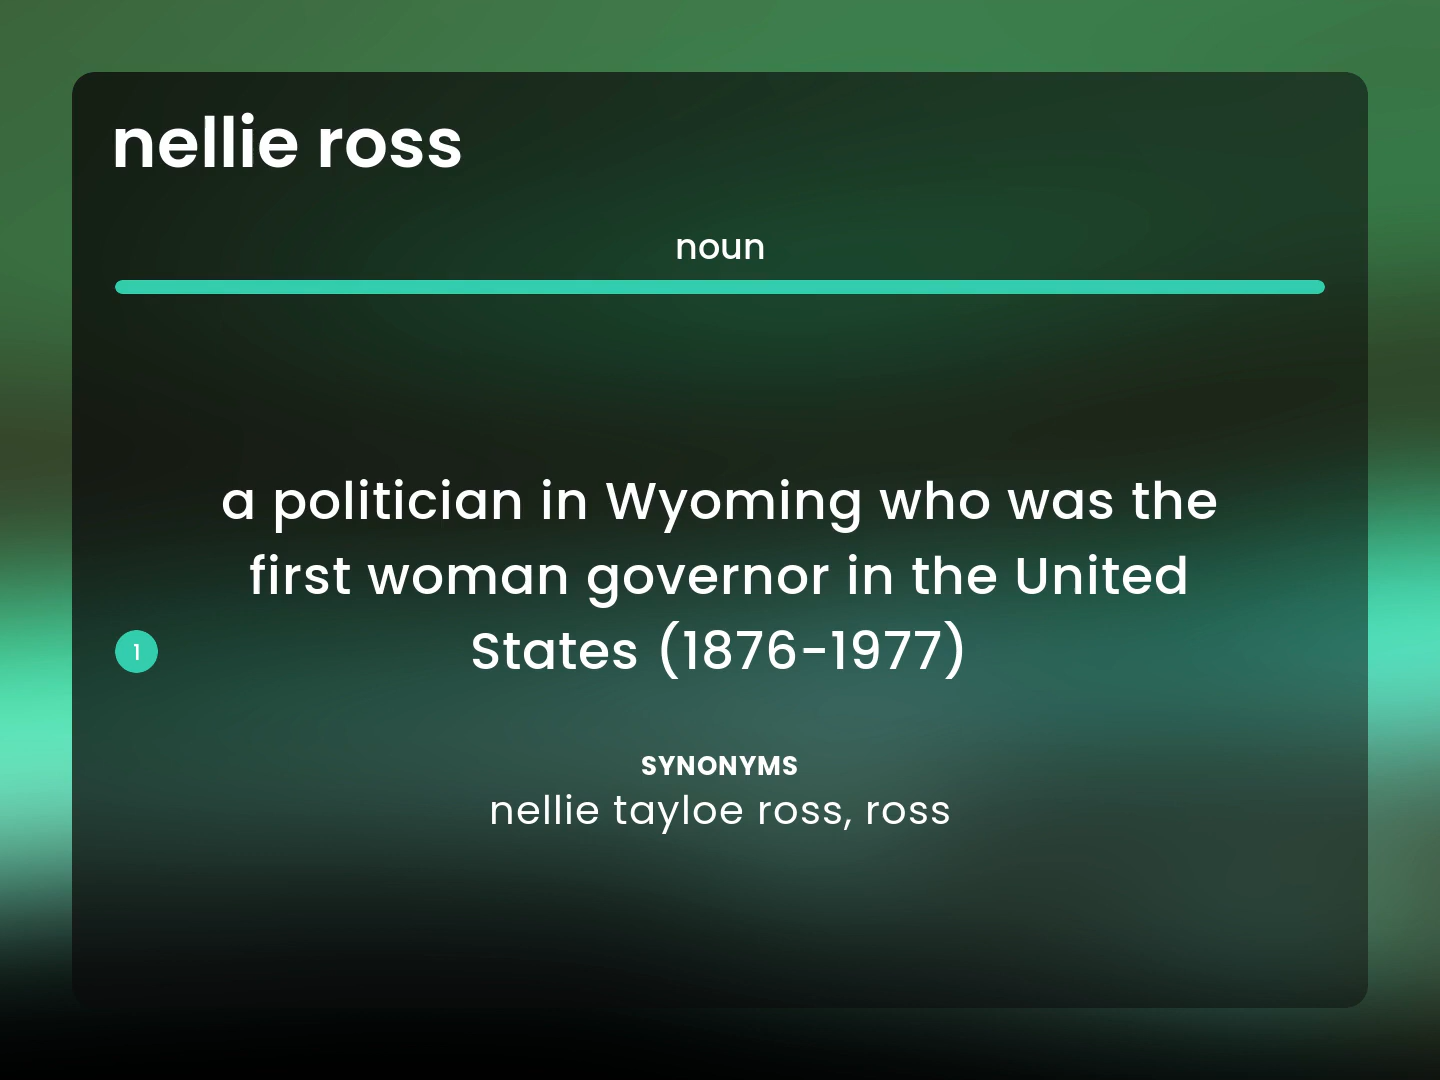 nellie ross
noun
a politician in Wyoming who was the
first woman governor in the United
States (1876-1977)
1
SYNONYMS
nellie tayloe ross, ross